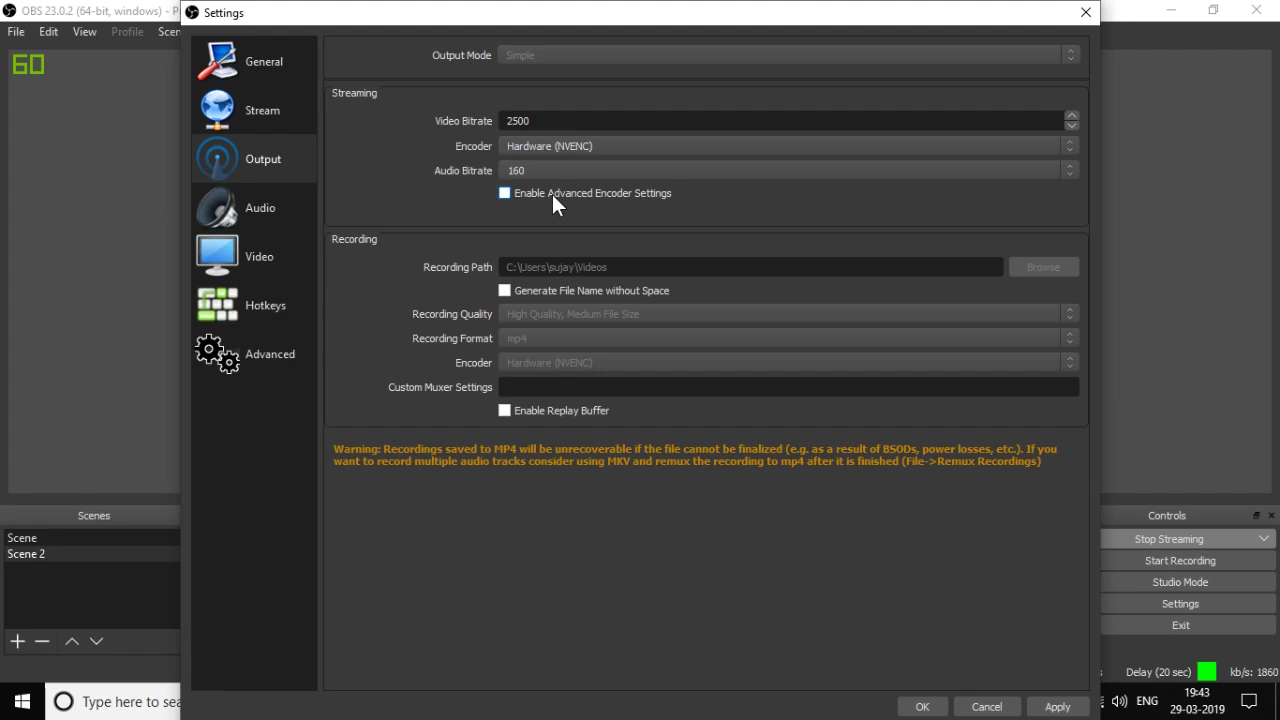 OBS 23.0.2 (64-bit, windows) - P
Settings
File Edit View Profile Scen
60
General
Stream
Output
Audio
Video
Hotkeys
Advanced
Output Mode Simple
Streaming
Video Bitrate 2500
Encoder Hardware (NVENC)
Audio Bitrate 160
Enable Advanced Encoder Settings
Recording
Recording Path C:\Users\sujay\Videos Browse
Generate File Name without Space
Recording Quality High Quality, Medium File Size
Recording Format mp4
Encoder Hardware (NVENC)
Custom Muxer Settings
Enable Replay Buffer
Warning: Recordings saved to MP4 will be unrecoverable if the file cannot be finalized (e.g. as a result of BSODs, power losses, etc.). If you
want to record multiple audio tracks consider using MKV and remux the recording to mp4 after it is finished (File->Remux Recordings)
OK Cancel Apply
Scenes
Scene
Scene 2
Controls
Stop Streaming
Start Recording
Studio Mode
Settings
Exit
s Delay (20 sec) kb/s: 1860
Type here to sea
ENG
19:43
29-03-2019